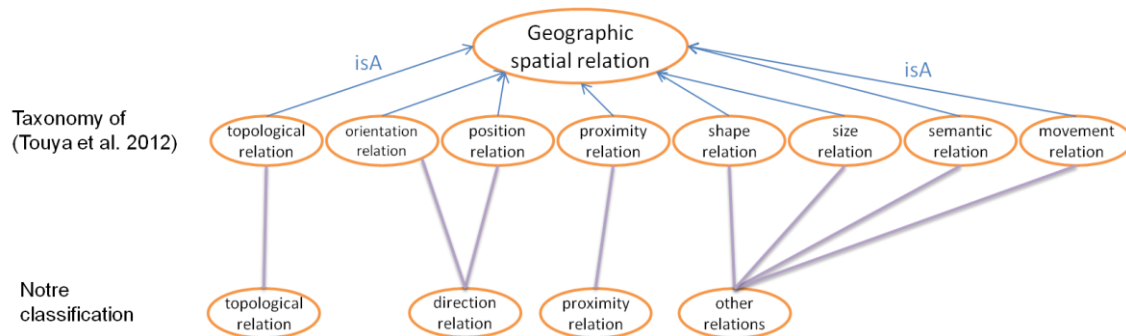 Geographic
spatial relation
isA
isA
Taxonomy of
(Touya et al. 2012)
topological
relation
orientation
relation
position
relation
proximity
relation
shape
relation
size
relation
semantic
relation
movement
relation
Notre
classification
topological
relation
direction
relation
proximity
relation
other
relations